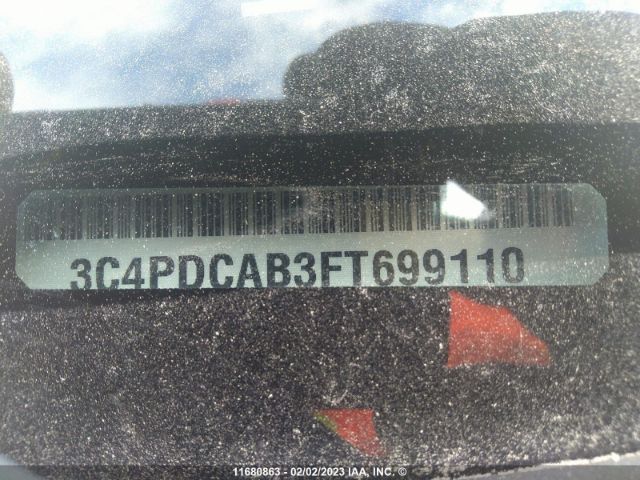 3C4PDCAB3FT699110
11680863 - 02/02/2023 IAA, INC.©